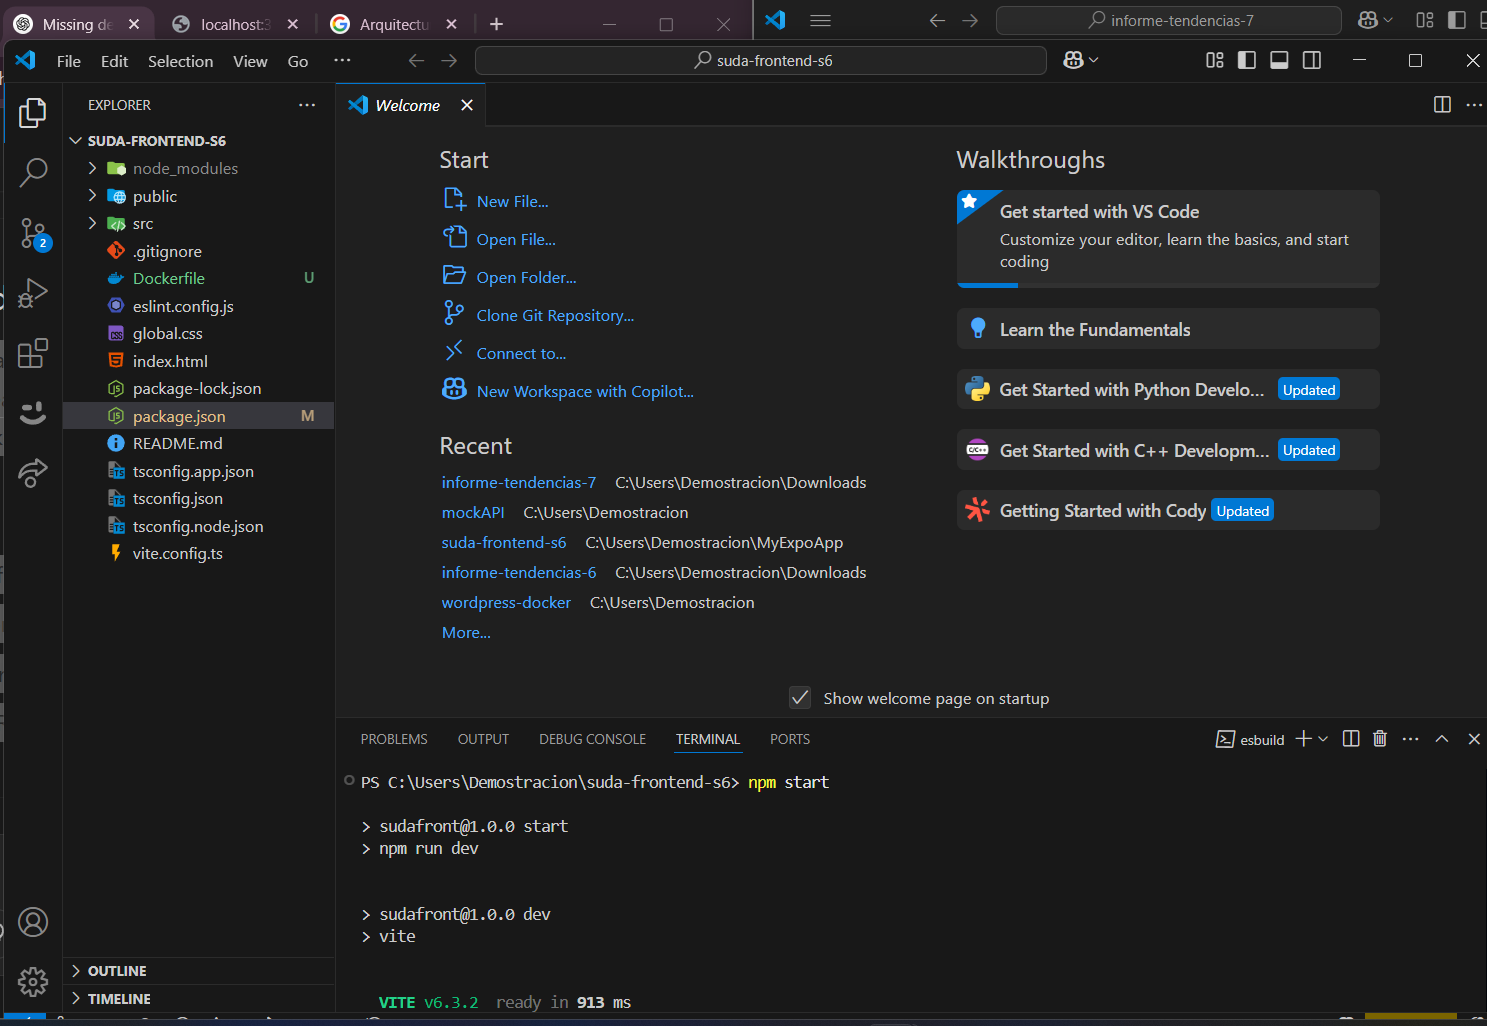 Missing de
localhost:3
Arquitectu
informe-tendencias-7
File Edit Selection View Go
suda-frontend-s6
EXPLORER
Welcome
SUDA-FRONTEND-S6
node_modules
public
src
.gitignore
Dockerfile U
eslint.config.js
global.css
index.html
package-lock.json
package.json M
README.md
tsconfig.app.json
tsconfig.json
tsconfig.node.json
vite.config.ts
2
OUTLINE
TIMELINE
Start
New File...
Open File...
Open Folder...
Clone Git Repository...
Connect to...
New Workspace with Copilot...
Recent
informe-tendencias-7 C:\Users\Demostracion\Downloads
mockAPI C:\Users\Demostracion
suda-frontend-s6 C:\Users\Demostracion\MyExpoApp
informe-tendencias-6 C:\Users\Demostracion\Downloads
wordpress-docker C:\Users\Demostracion
More...
Walkthroughs
Get started with VS Code
Customize your editor, learn the basics, and start
coding
Learn the Fundamentals
Get Started with Python Develo... Updated
Get Started with C++ Developm... Updated
Getting Started with Cody Updated
Show welcome page on startup
PROBLEMS OUTPUT DEBUG CONSOLE TERMINAL PORTS
esbuild
PS C:\Users\Demostracion\suda-frontend-s6> npm start
> sudafront@1.0.0 start
> npm run dev
> sudafront@1.0.0 dev
> vite
VITE v6.3.2 ready in 913 ms